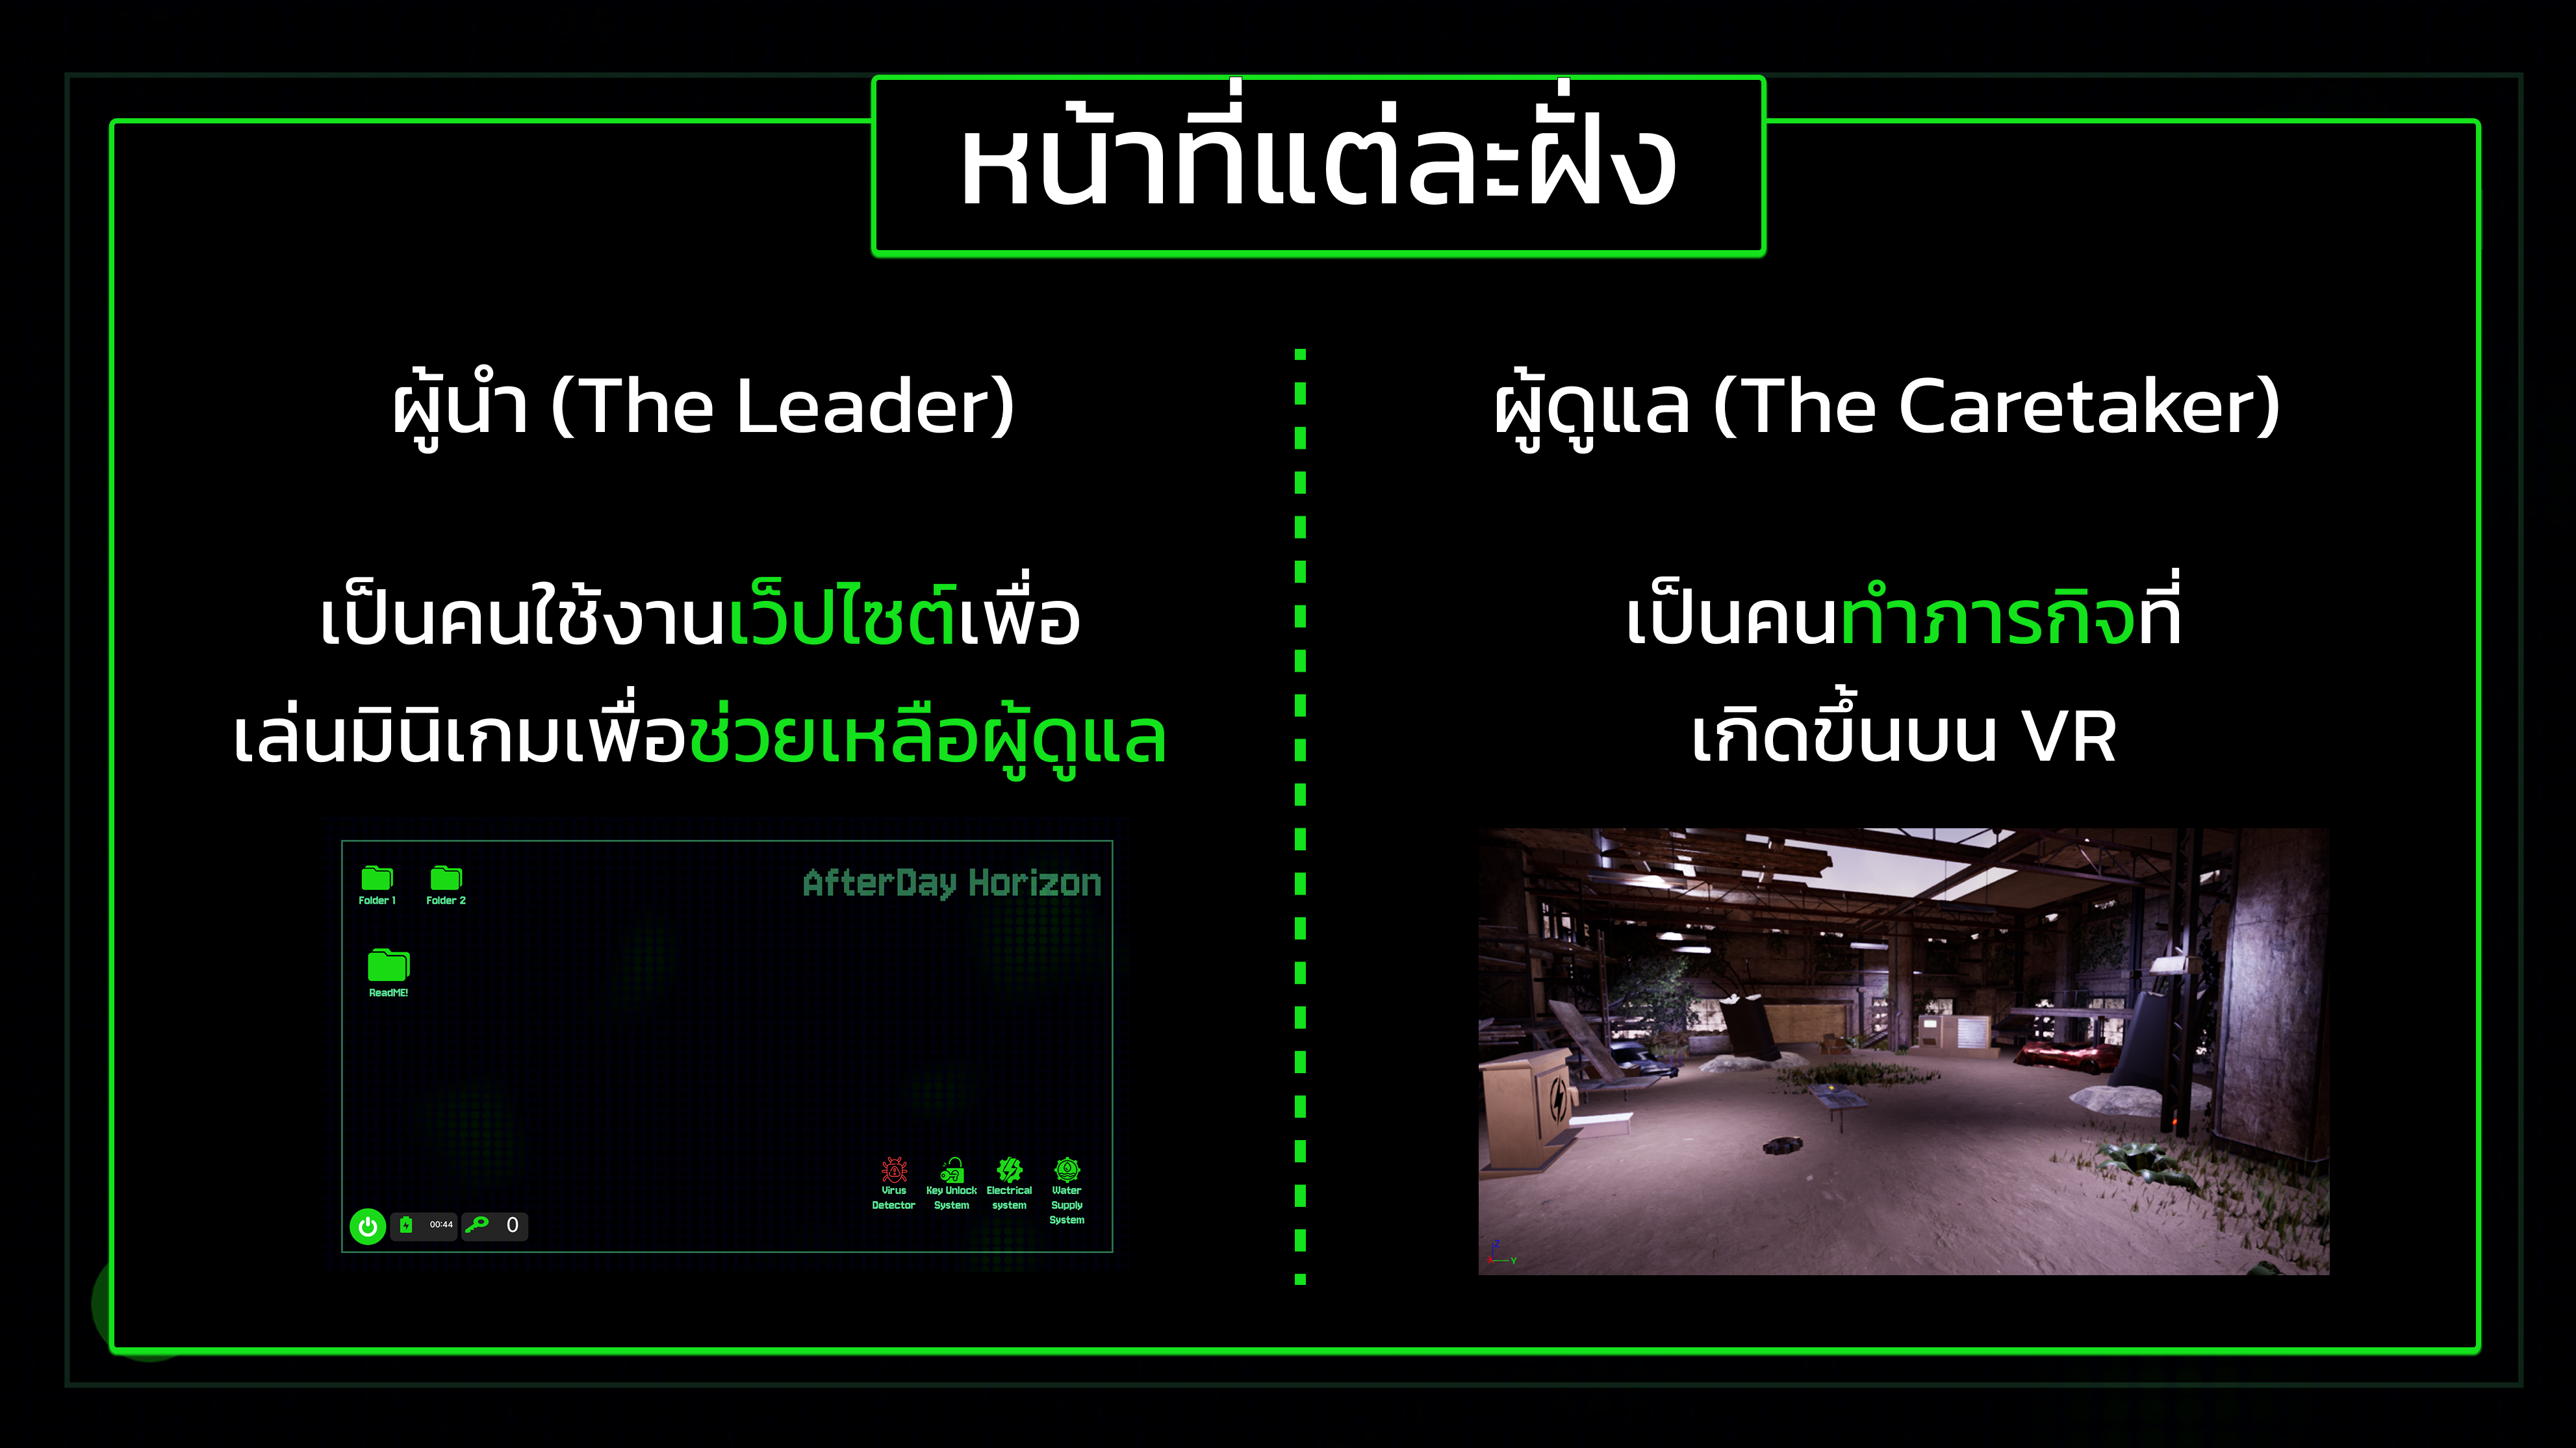 หน้าที่แต่ละฝั่ง
ผู้นำ (The Leader)
เป็นคนใช้งานเว็ปไซต์เพื่อ
เล่นมินิเกมเพื่อช่วยเหลือผู้ดูแล
AfterDay Horizon
Folder 1
Folder 2
ReadME!
Virus
Detector
Key Unlock
System
Electrical
system
Water
Supply
System
00:44
0
ผู้ดูแล (The Caretaker)
เป็นคนทำภารกิจที่
เกิดขึ้นบน VR
Z
Y